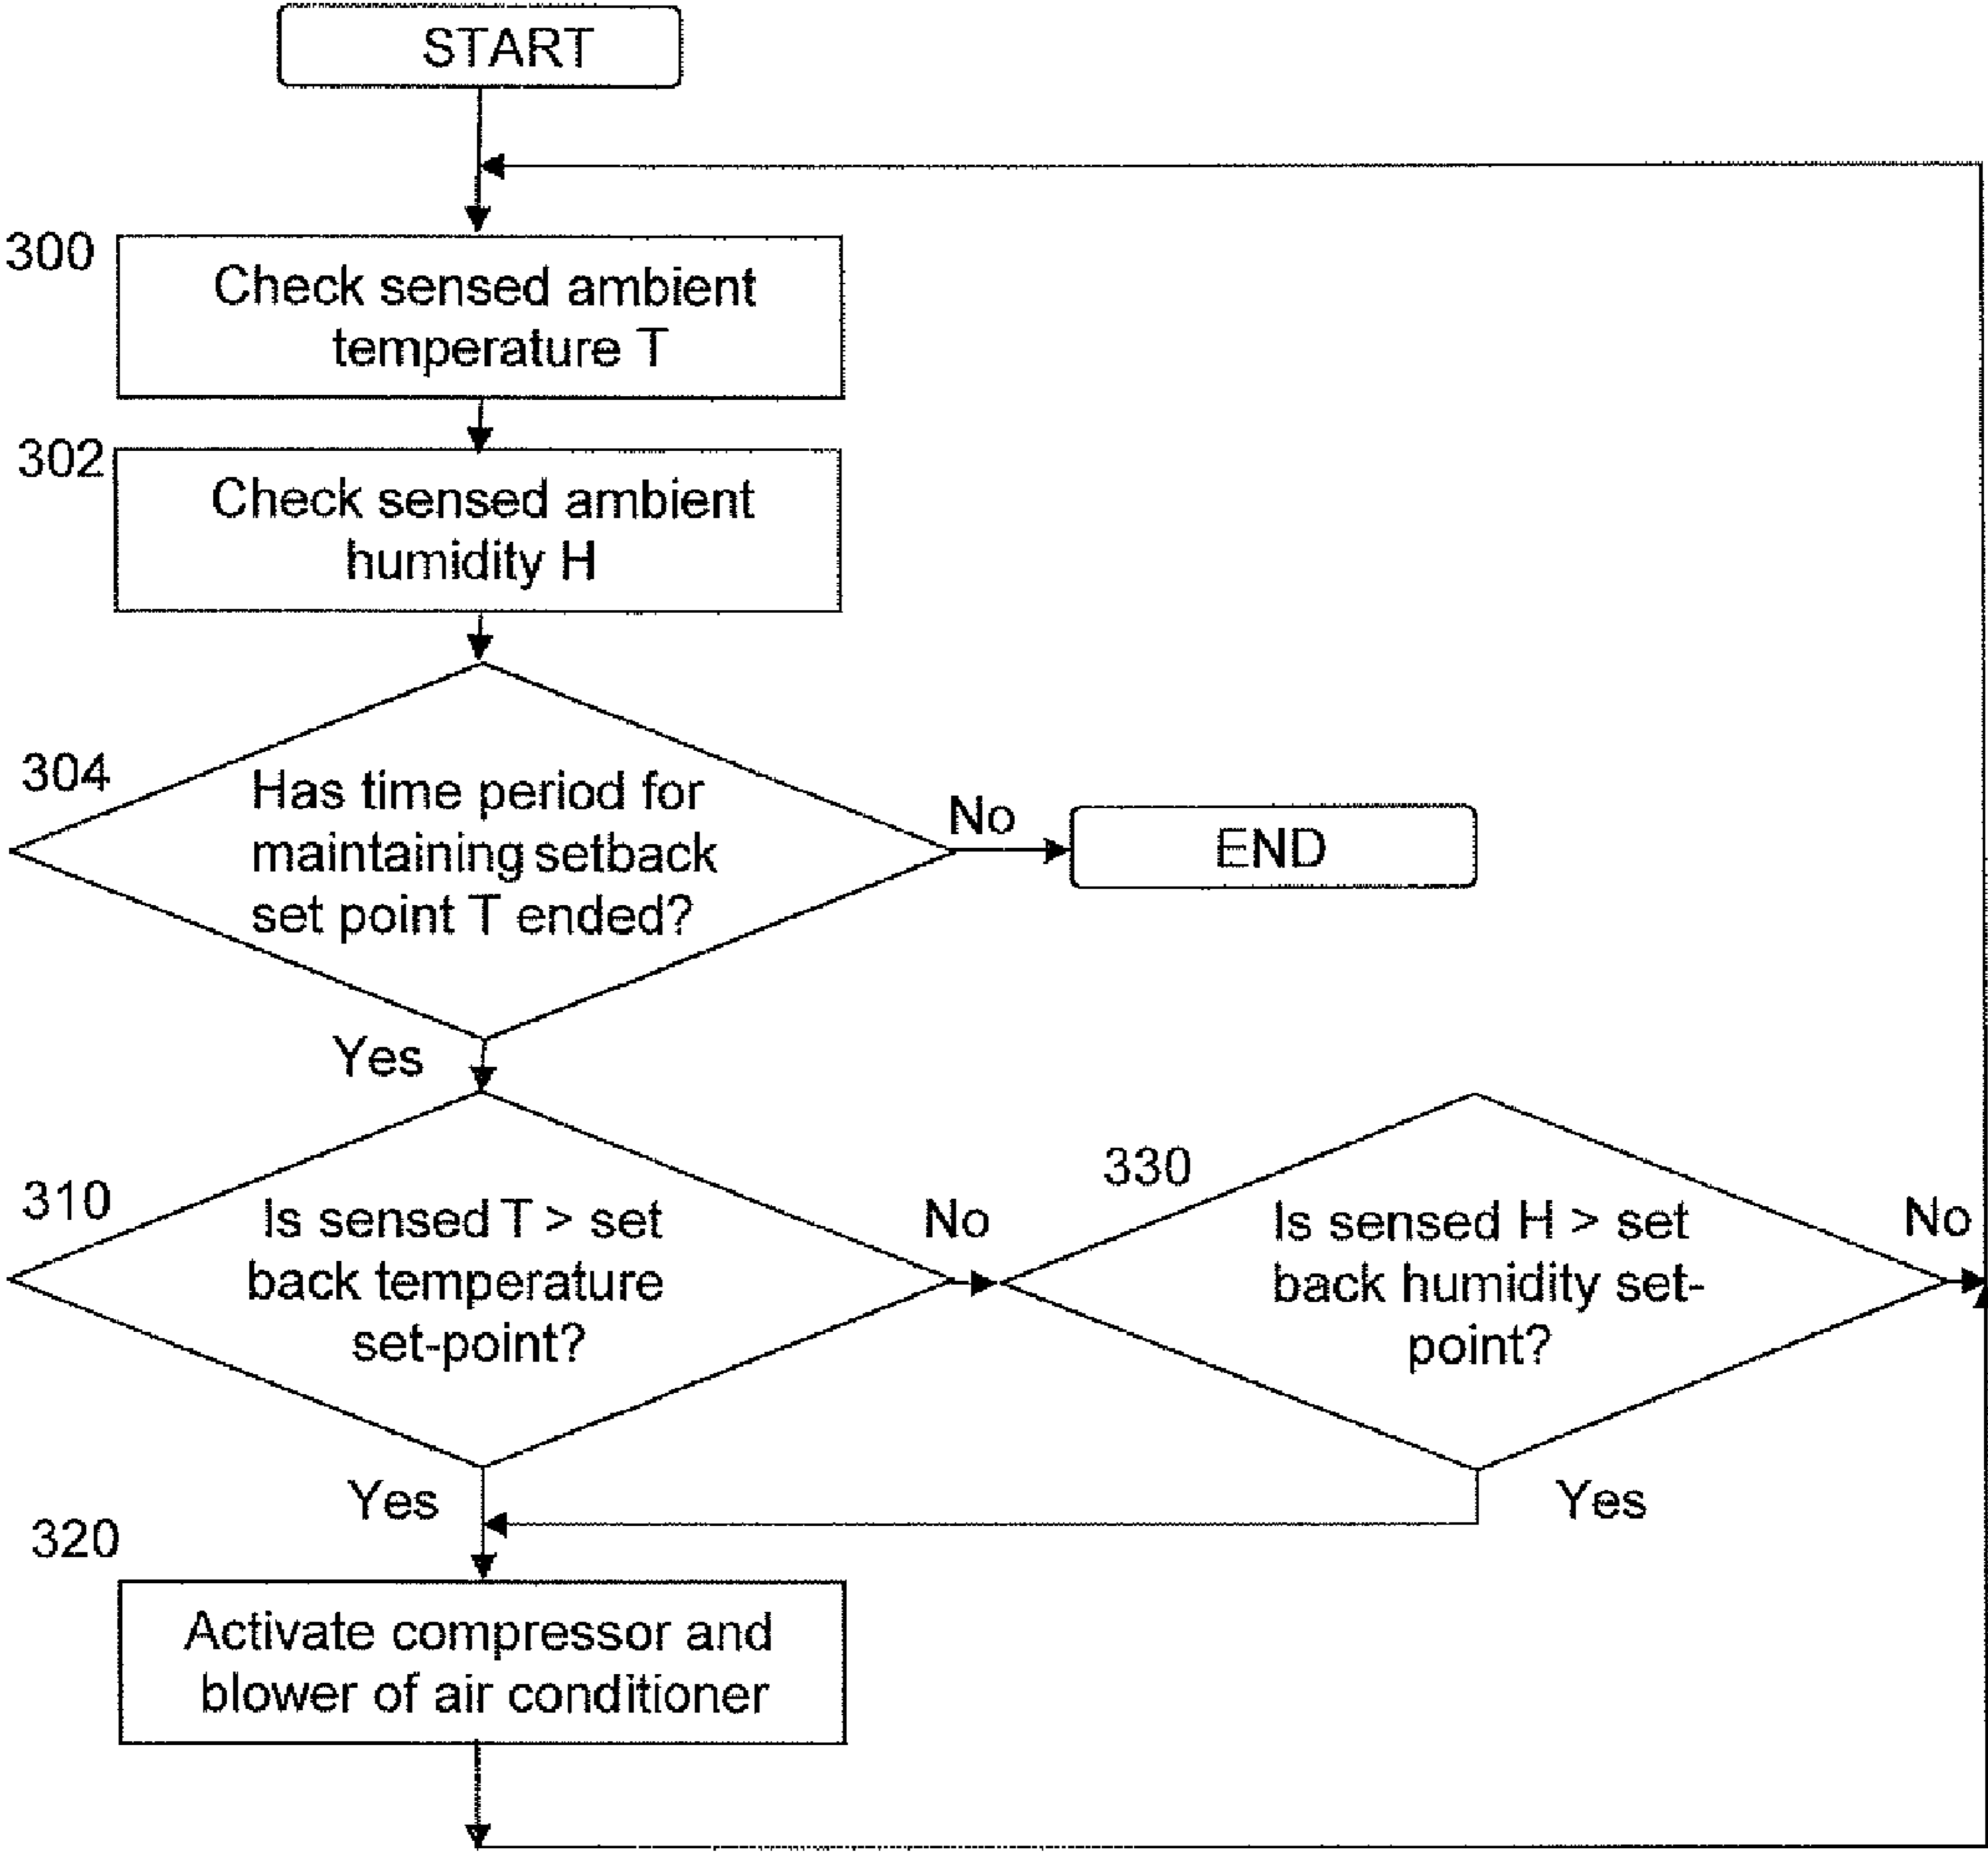 START
300
Check sensed ambient
temperature T
302
Check sensed ambient
humidity H
304
Has time period for
maintaining setback
set point T ended?
No
END
Yes
310
Is sensed T > set
back temperature
set-point?
No
330
Is sensed H > set
back humidity set-
point?
No
Yes
Yes
320
Activate compressor and
blower of air conditioner